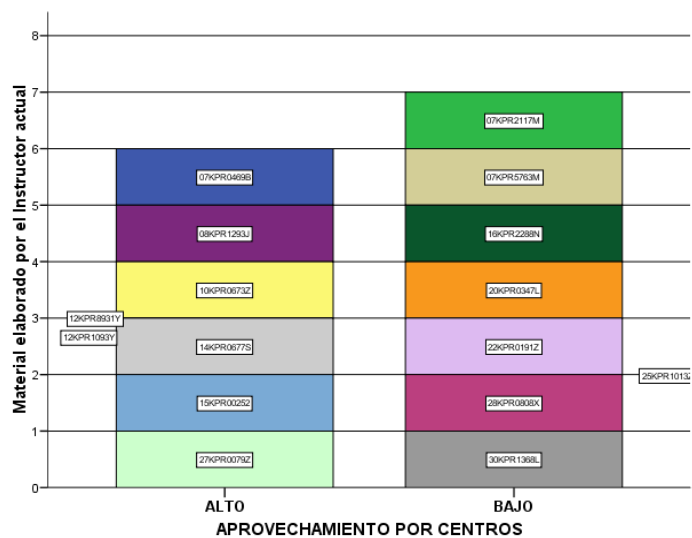 Material elaborado por el Instructor actual
8
7
6
5
4
3
2
1
0
07KPR0469B
08KPR1293J
10KPR0673Z
12KPR8931Y
12KPR1093Y
14KPR0677S
15KPR00252
27KPR0079Z
07KPR2117M
07KPR5763M
16KPR2288N
20KPR0347L
22KPR0191Z
25KPR1013Z
28KPR0808X
30KPR1368L
ALTO
BAJO
APROVECHAMIENTO POR CENTROS